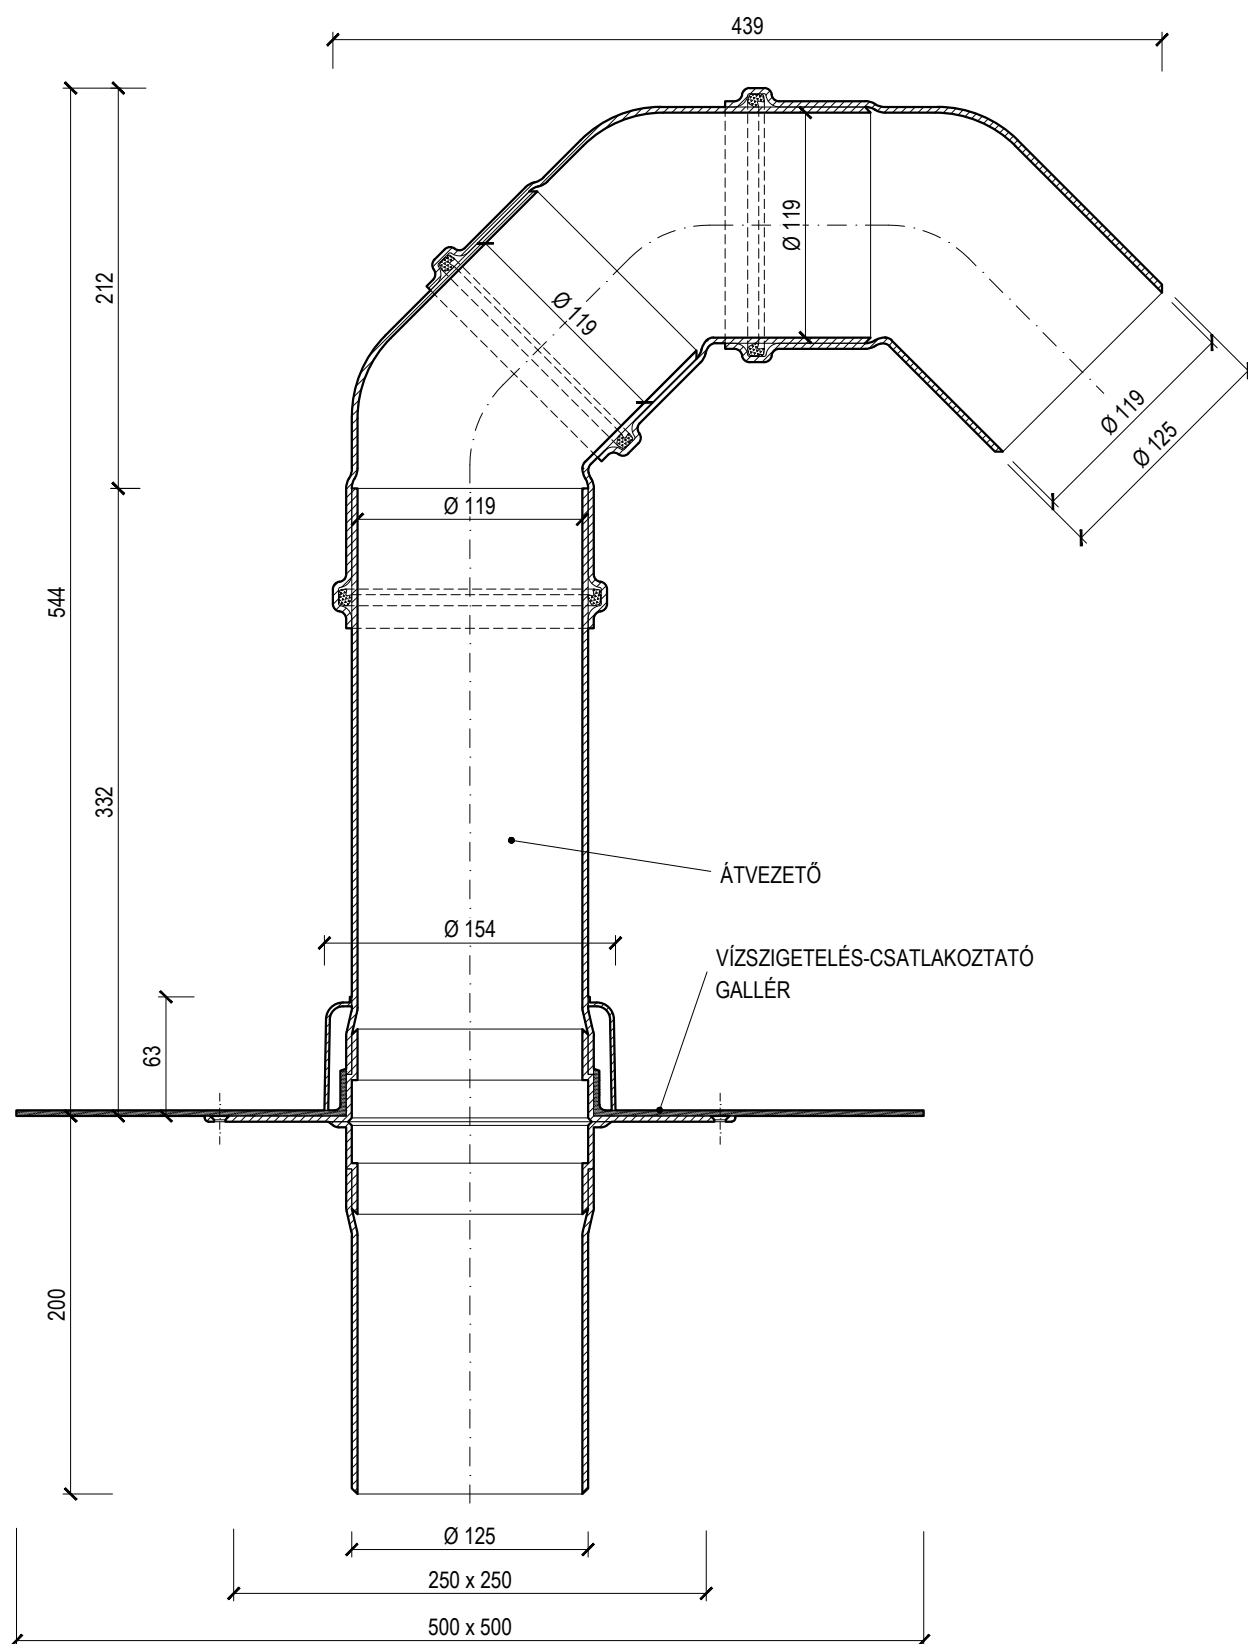 439
212
Ø 119
Ø 119
Ø 119
Ø 125
Ø 119
544
332
ÁTVEZETŐ
Ø 154
VÍZSZIGETELÉS-CSATLAKOZTATÓ
GALLÉR
63
200
Ø 125
250 x 250
500 x 500